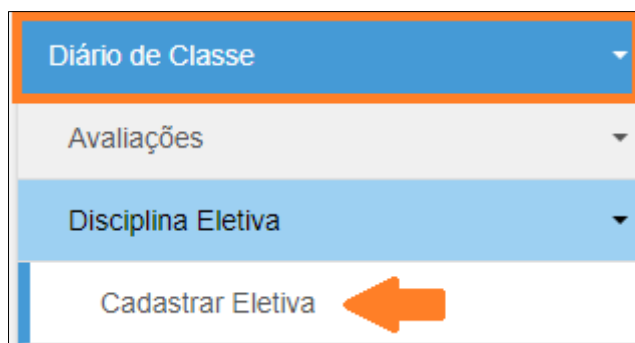 Diário de Classe
Avaliações
Disciplina Eletiva
Cadastrar Eletiva